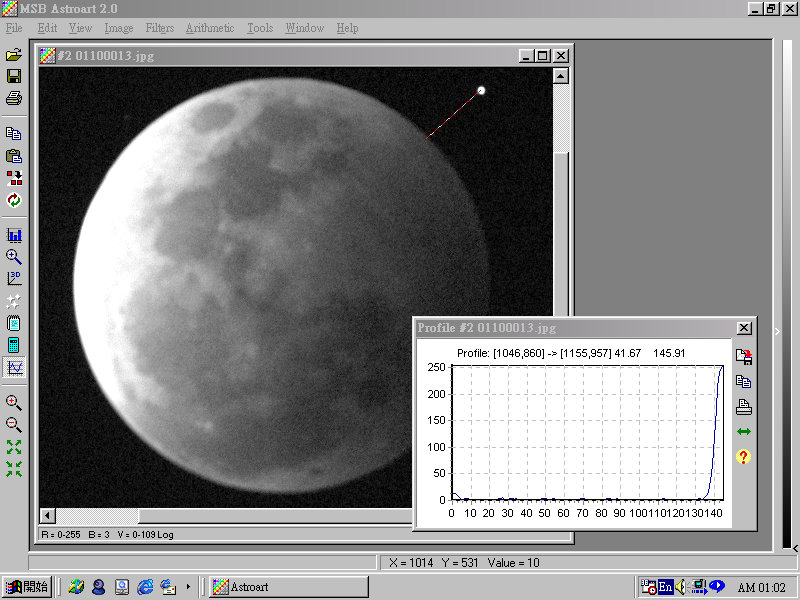 MSB Astroart 2.0
File Edit View Image Filters Arithmetic Tools Window Help
#2 01100013.jpg
3D
Profile #2 01100013.jpg
Profile: [1046,860] -> [1155,957] 41.67 145.91
250
200
150
100
50
0
0 10 20 30 40 50 60 70 80 90 100 110 120 130 140
R = 0-255 B = 3 V = 0-109 Log
X = 1014 Y = 531 Value = 10
開始
Astroart
En
AM 01:02